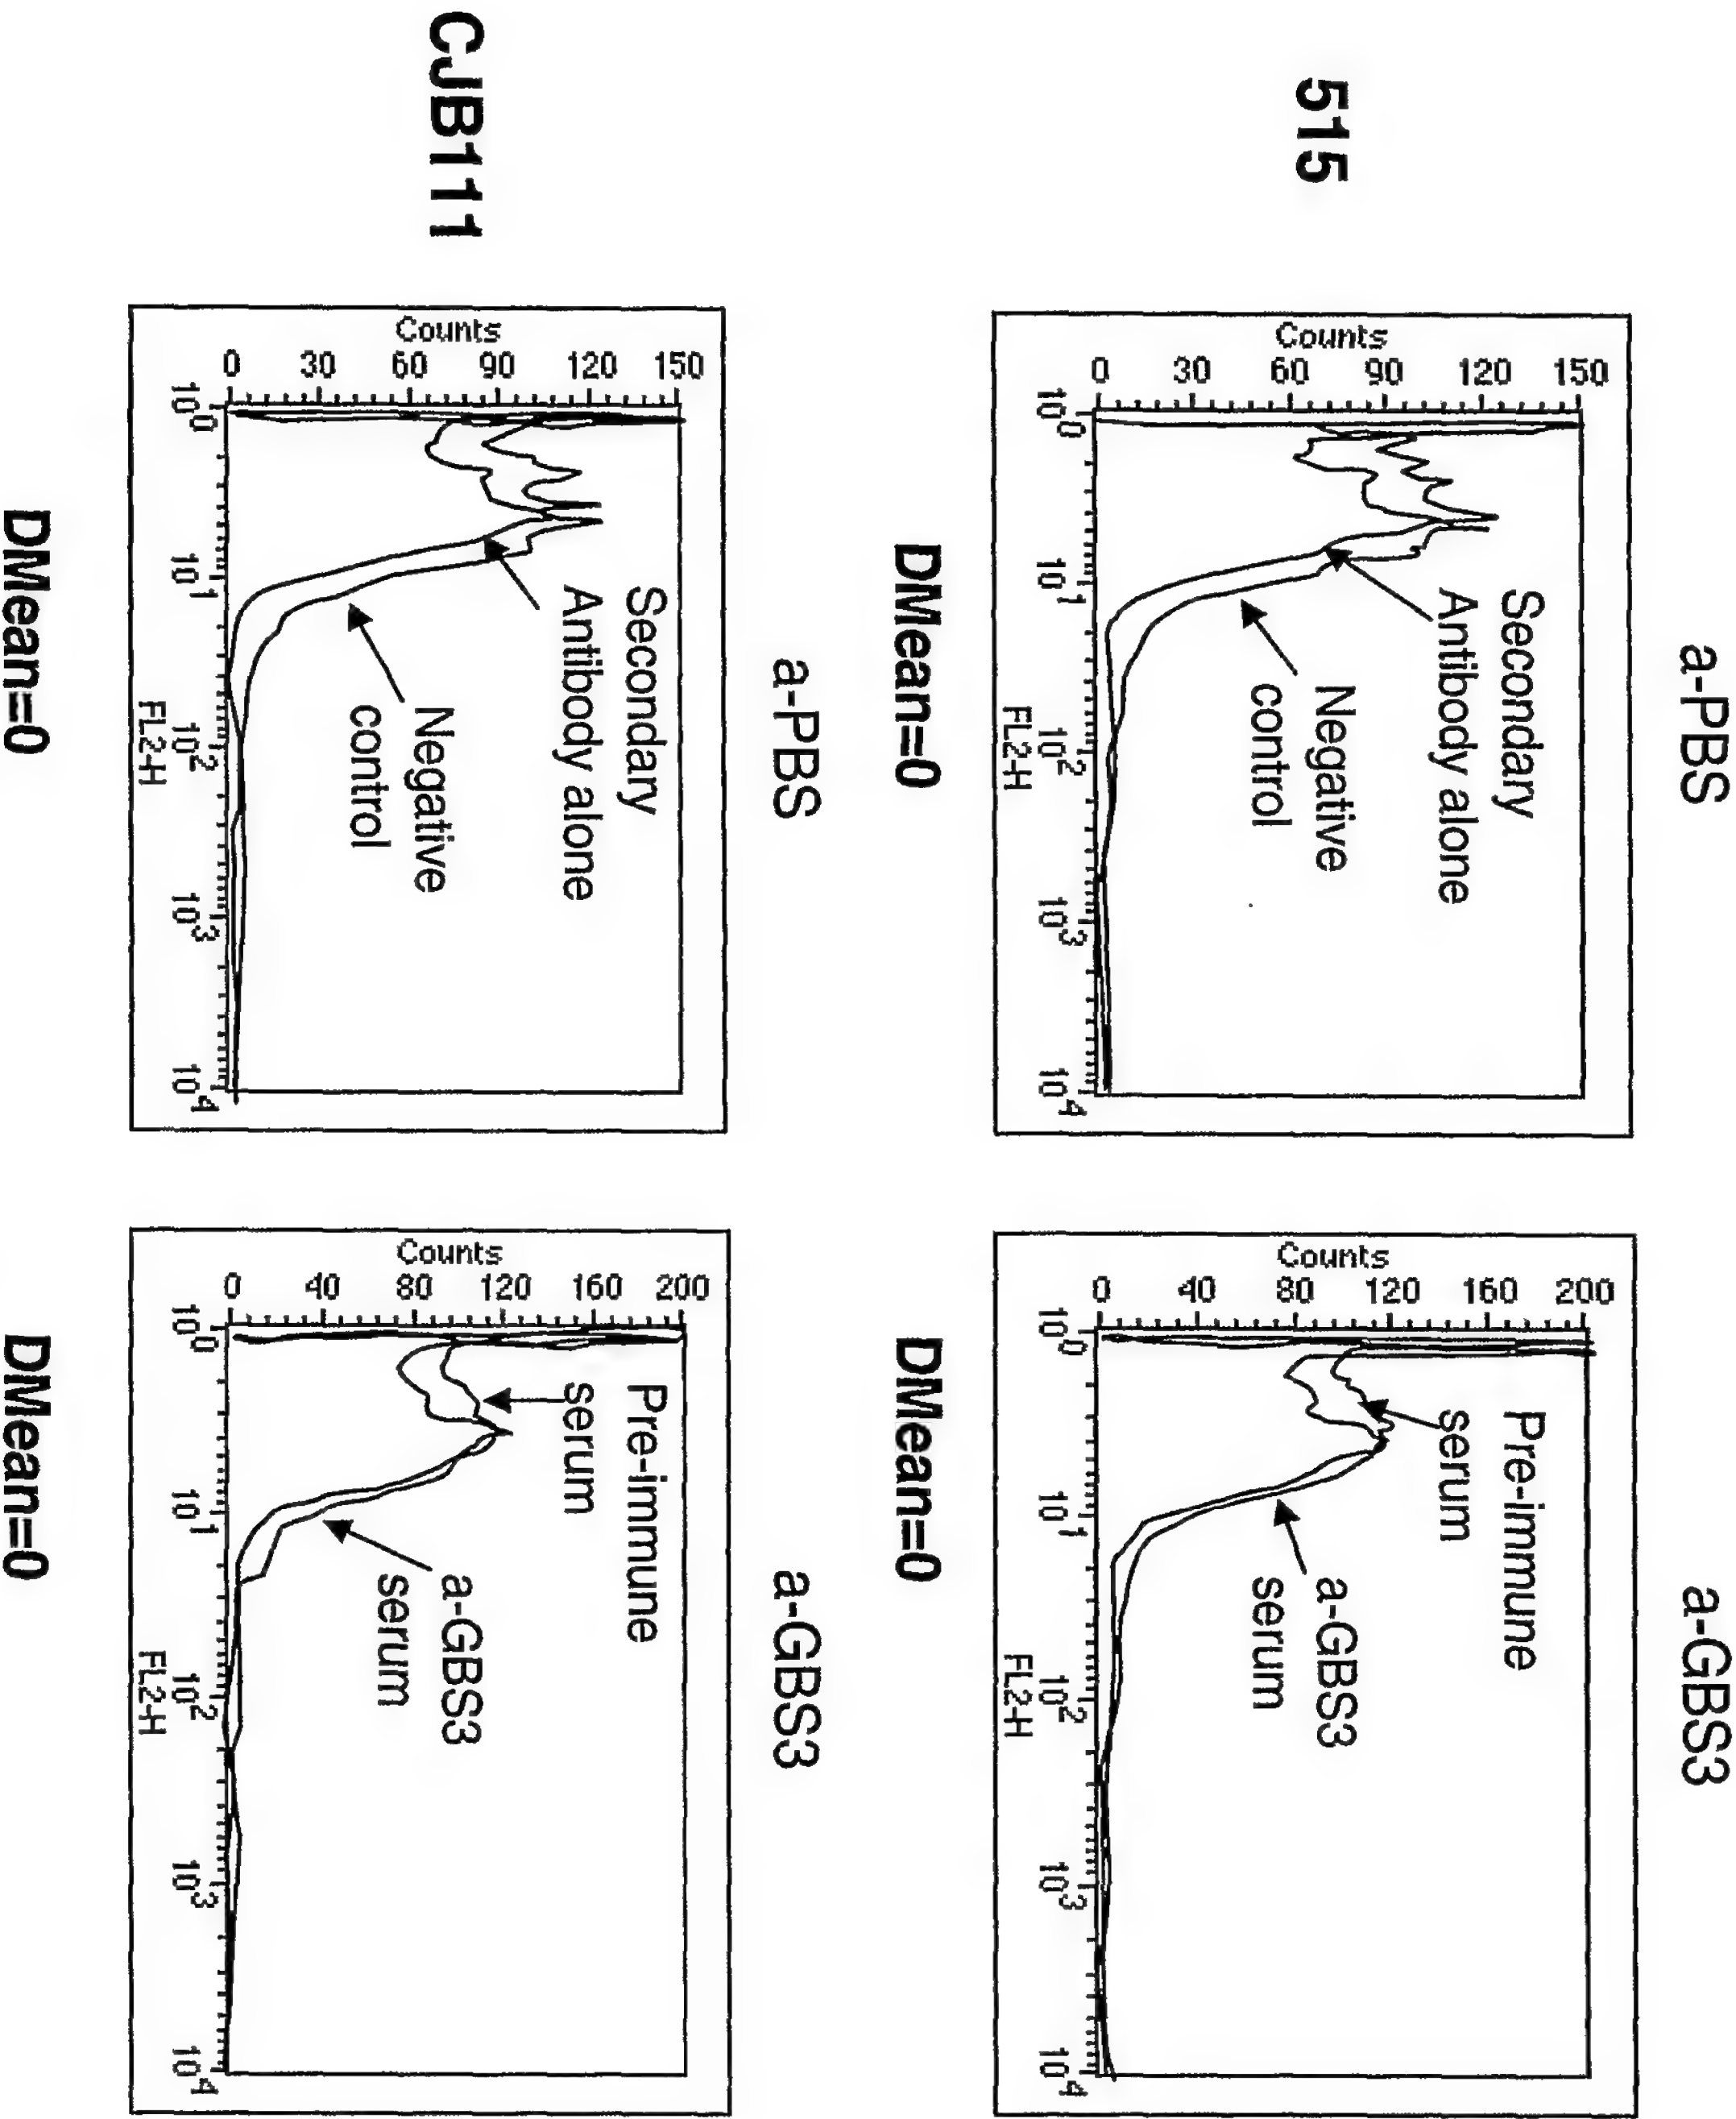 515
a-PBS
Counts
0 30 60 90 120 150
10^0 10^1 10^2 10^3 10^4
FL2-H
Secondary
Antibody alone
Negative
control
DMean=0
a-GBS3
Counts
0 40 80 120 160 200
10^0 10^1 10^2 10^3 10^4
FL2-H
Pre-immune
serum
a-GBS3
serum
DMean=0
CJB111
a-PBS
Counts
0 30 60 90 120 150
10^0 10^1 10^2 10^3 10^4
FL2-H
Secondary
Antibody alone
Negative
control
DMean=0
a-GBS3
Counts
0 40 80 120 160 200
10^0 10^1 10^2 10^3 10^4
FL2-H
Pre-immune
serum
a-GBS3
serum
DMean=0